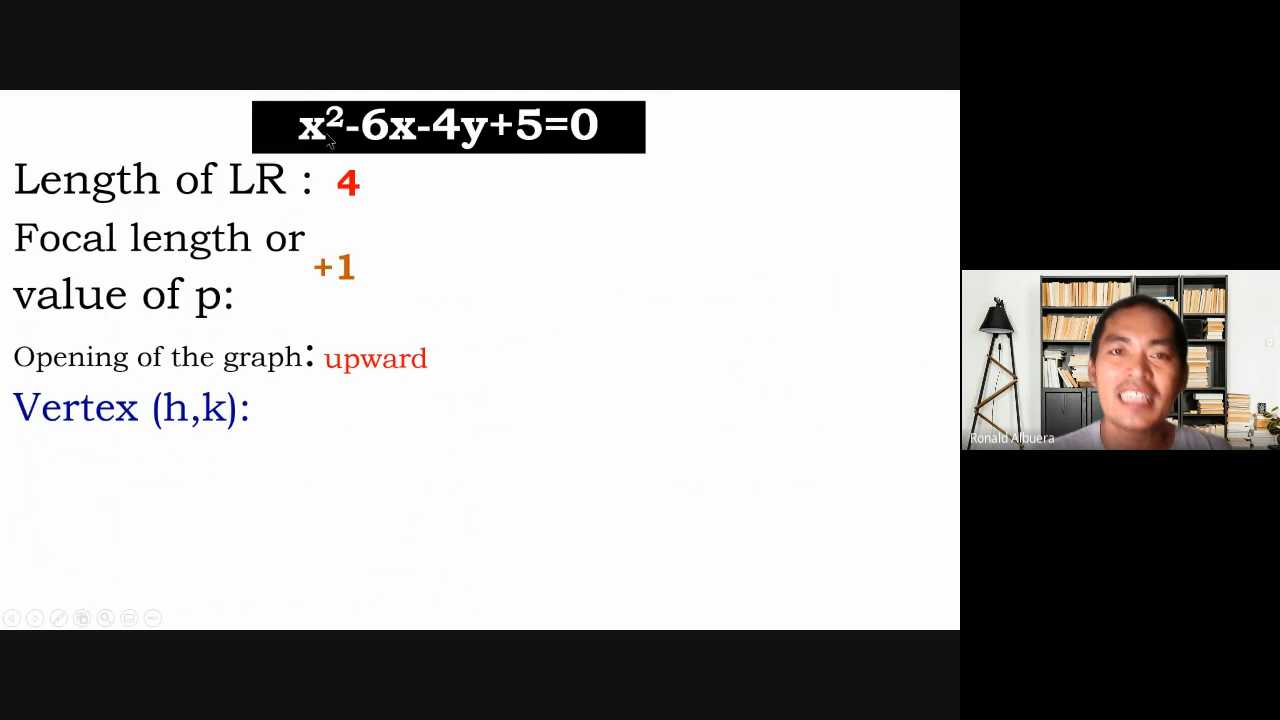 x²-6x-4y+5=0
Length of LR : 4
Focal length or
+1
value of p:
Opening of the graph: upward
Vertex (h,k):
Ronald Albuera